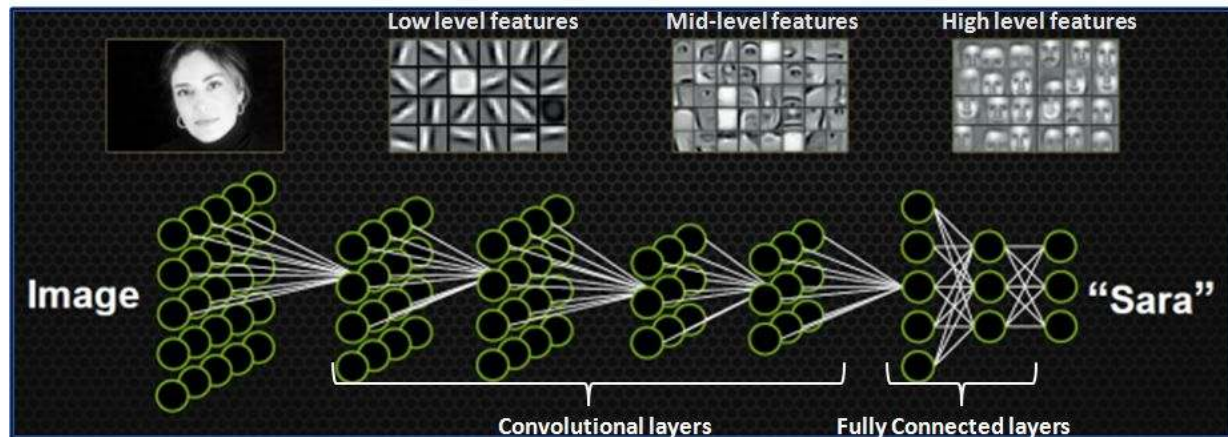 Low level features
Mid-level features
High level features
Image
“Sara”
Convolutional layers
Fully Connected layers